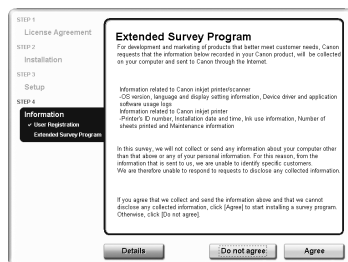 STEP 1
License Agreement
STEP 2
Installation
STEP 3
Setup
STEP 4
Information
✓ User Registration
Extended Survey Program
Extended Survey Program
For development and marketing of products that better meet customer needs, Canon
requests that the information below recorded in your Canon product, will be collected
on your computer and sent to Canon through the Internet.
Information related to Canon inkjet printer/scanner
-OS version, language and display setting information, Device driver and application
software usage logs
Information related to Canon inkjet printer
-Printer's ID number, Installation date and time, Ink use information, Number of
sheets printed and Maintenance information
In this survey, we will not collect or send any information about your computer other
than that above or any of your personal information. For this reason, from the
information that is sent to us, we are unable to identify specific customers.
We are therefore unable to respond to requests to disclose any collected information.
If you agree that we collect and send the information above and that we cannot
disclose any collected information, click [Agree] to start installing a survey program.
Otherwise, click [Do not agree].
Details
Do not agree
Agree